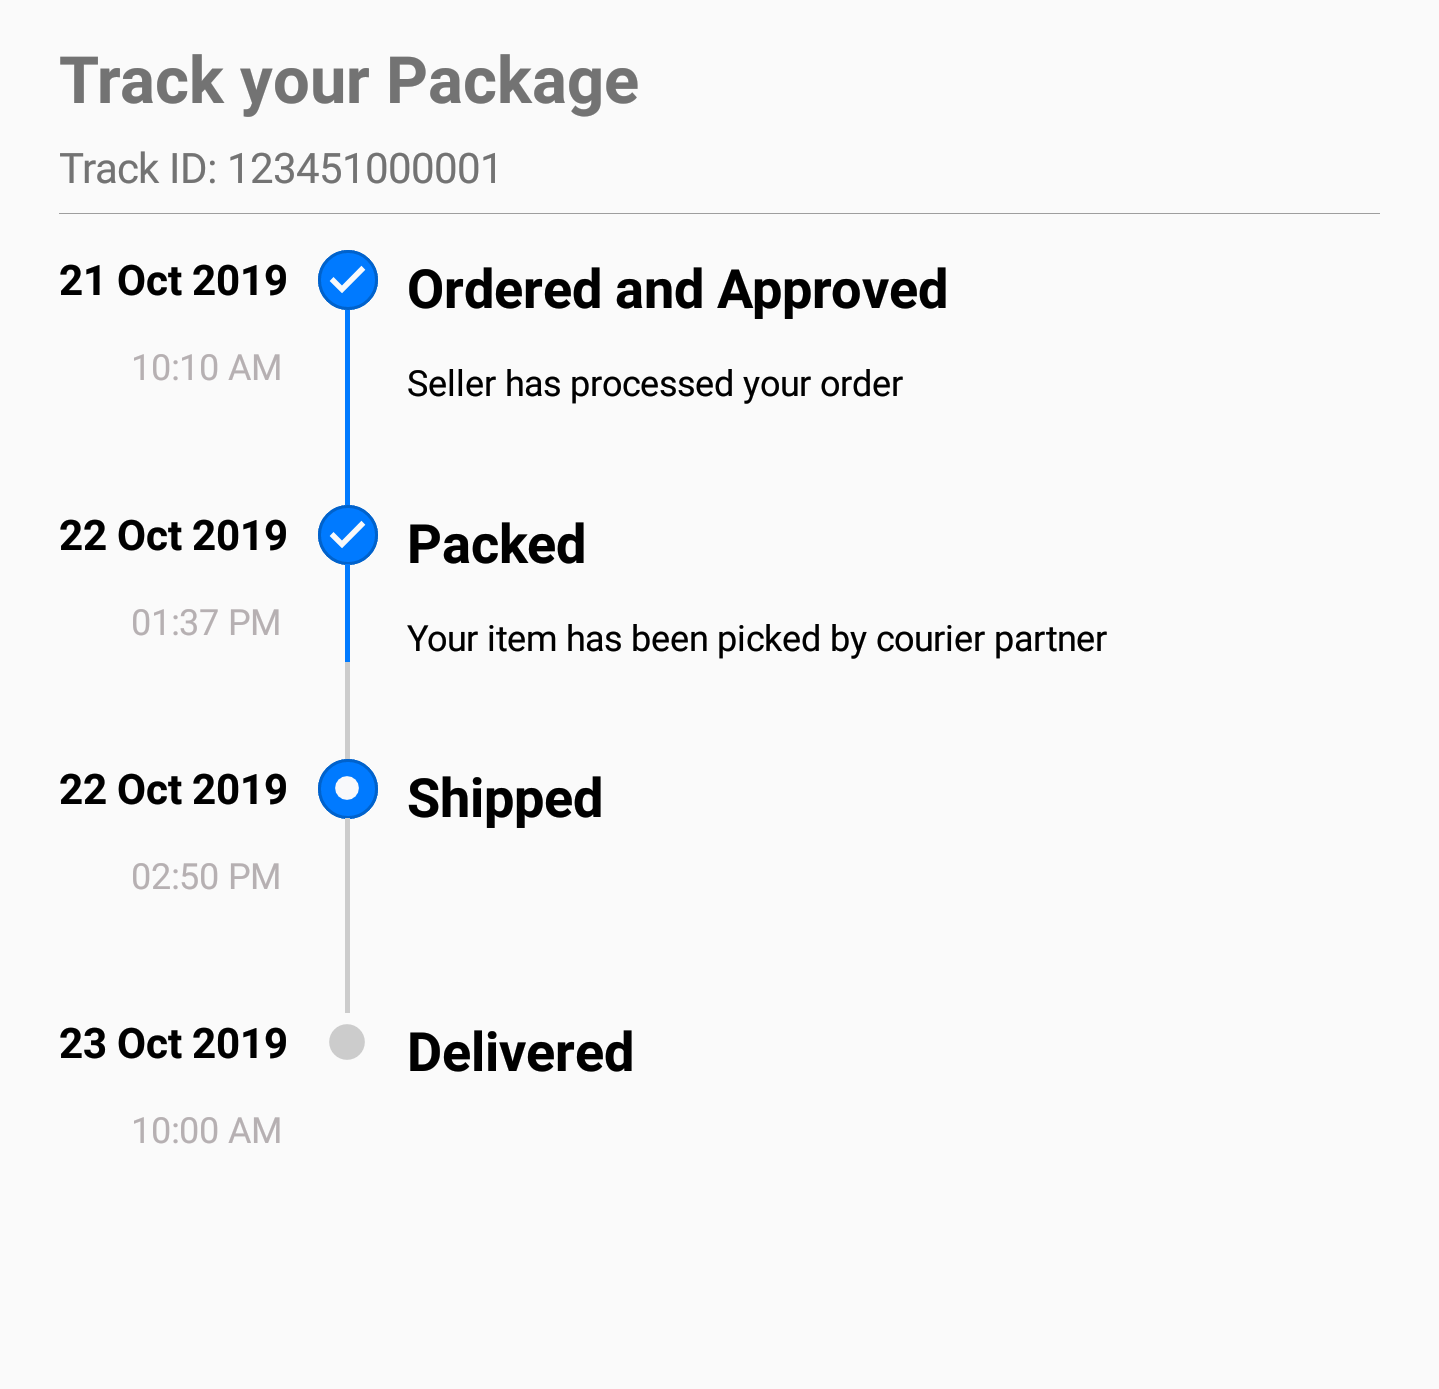 Track your Package
Track ID: 123451000001
21 Oct 2019
Ordered and Approved
10:10 AM
Seller has processed your order
22 Oct 2019
Packed
01:37 PM
Your item has been picked by courier partner
22 Oct 2019
Shipped
02:50 PM
23 Oct 2019
Delivered
10:00 AM